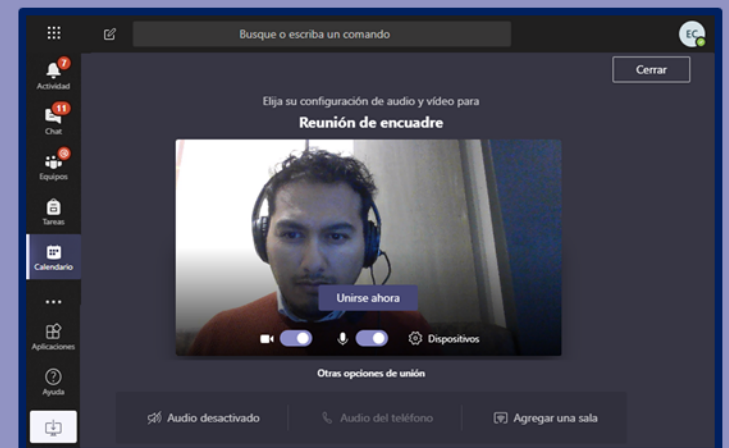 Busque o escriba un comando
EC
7
Actividad
Cerrar
Elija su configuración de audio y vídeo para
Reunión de encuadre
11
Chat
Equipos
Tareas
Calendario
Unirse ahora
Dispositivos
Otras opciones de unión
Aplicaciones
Ayuda
Audio desactivado
Audio del teléfono
Agregar una sala